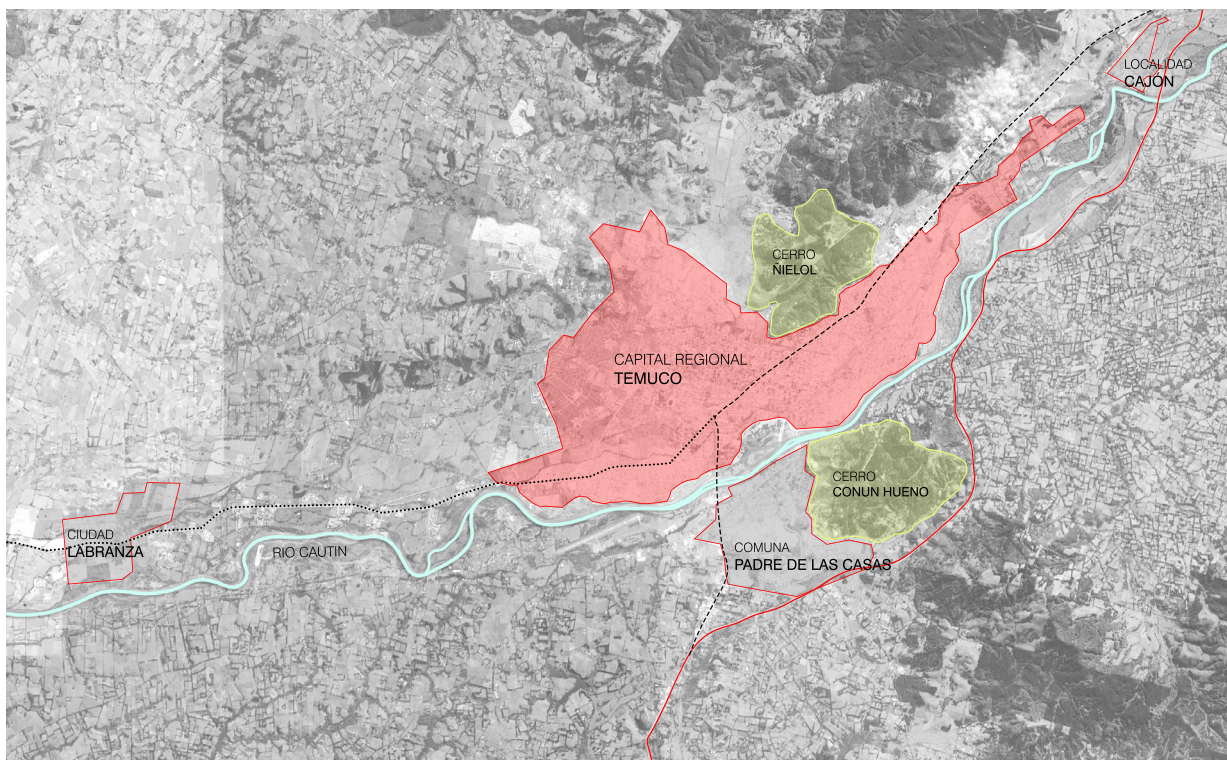 LOCALIDAD
CAJÓN
CERRO
ÑIELOL
CAPITAL REGIONAL
TEMUCO
CERRO
CONUN HUENO
CIUDAD
LABRANZA
RIO CAUTIN
COMUNA
PADRE DE LAS CASAS